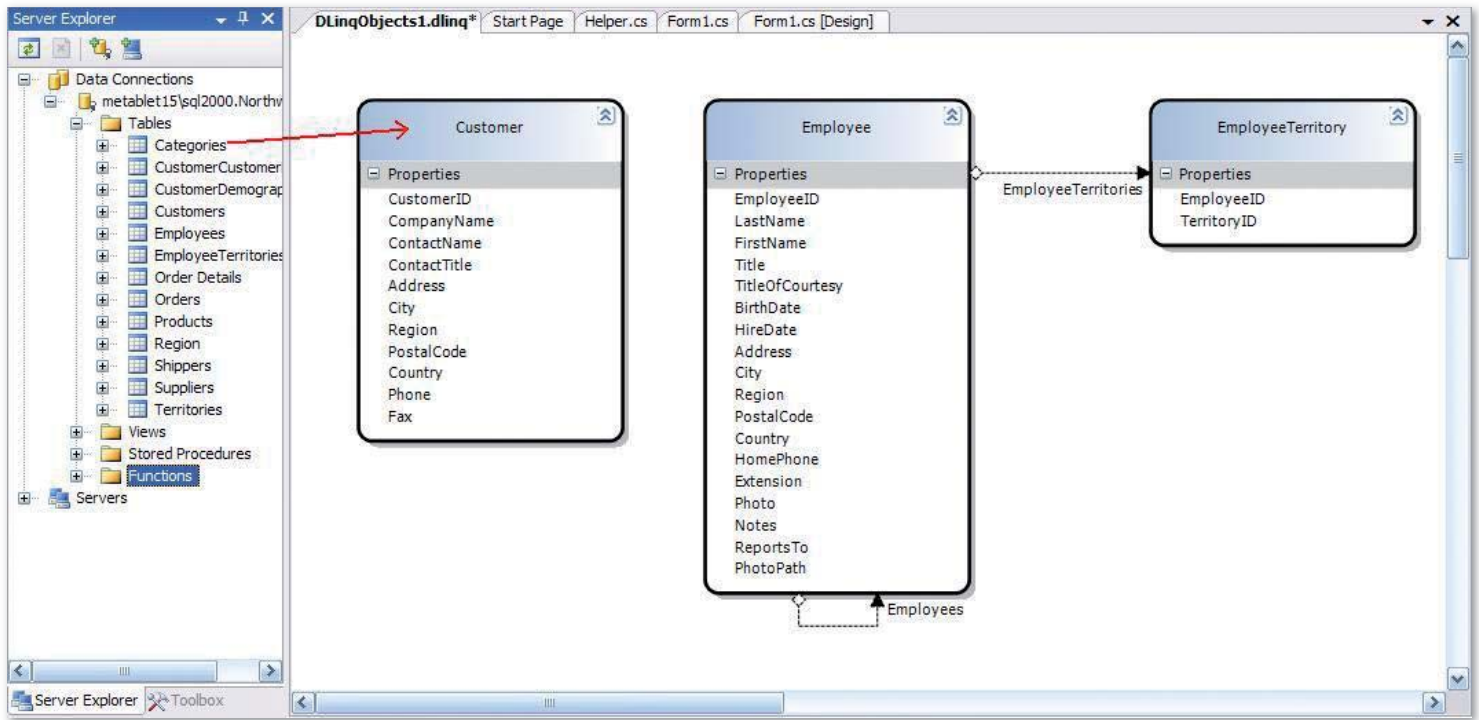 Server Explorer
DLinqObjects1.dlinq* Start Page Helper.cs Form1.cs Form1.cs [Design]
Data Connections
metablet15\sql2000.Northw
Tables
Categories
CustomerCustomer
CustomerDemograp
Customers
Employees
EmployeeTerritories
Order Details
Orders
Products
Region
Shippers
Suppliers
Territories
Views
Stored Procedures
Functions
Servers
Server Explorer Toolbox
Customer
Properties
CustomerID
CompanyName
ContactName
ContactTitle
Address
City
Region
PostalCode
Country
Phone
Fax
Employee
Properties
EmployeeID
LastName
FirstName
Title
TitleOfCourtesy
BirthDate
HireDate
Address
City
Region
PostalCode
Country
HomePhone
Extension
Photo
Notes
ReportsTo
PhotoPath
Employees
EmployeeTerritories
EmployeeTerritory
Properties
EmployeeID
TerritoryID